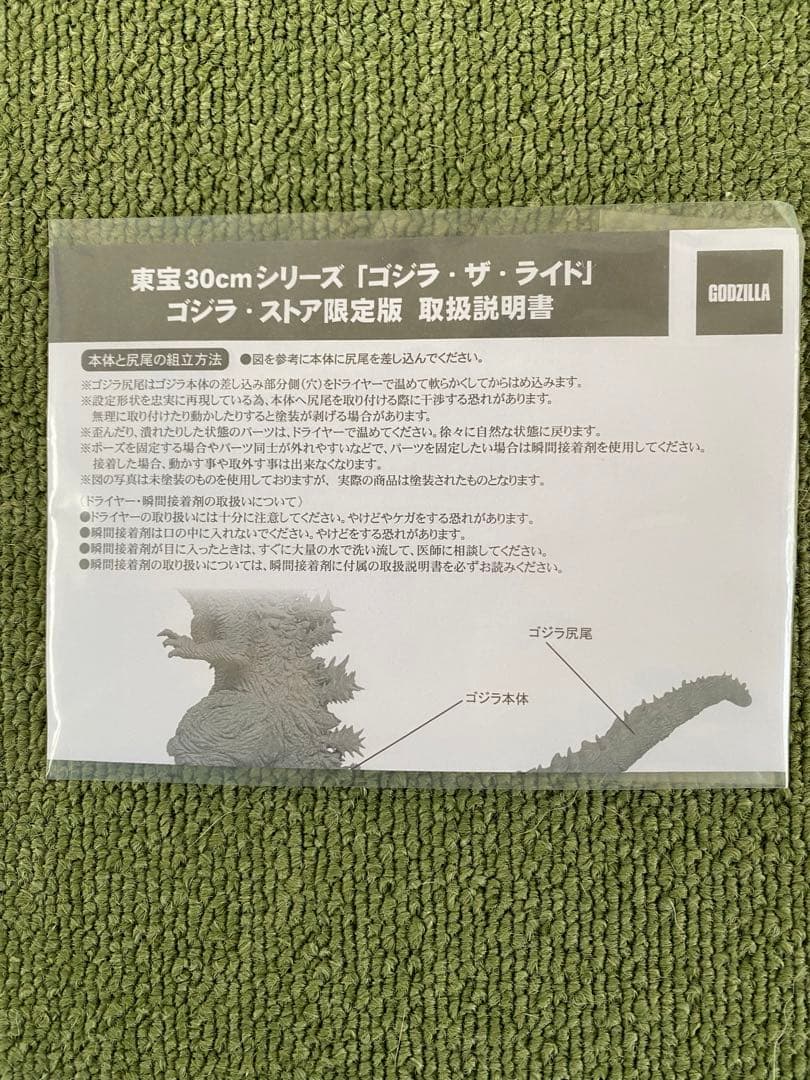 東宝30cmシリーズ「ゴジラ・ザ・ライド」
ゴジラ・ストア限定版 取扱説明書
GODZILLA
本体と尻尾の組立方法 ●図を参考に本体に尻尾を差し込んでください。
※ゴジラ尻尾はゴジラ本体の差し込み部分側(穴)をドライヤーで温めて軟らかくしてからはめ込みます。
※設定形状を忠実に再現している為、本体へ尻尾を取り付ける際に干渉する恐れがあります。
無理に取り付けたり動かしたりすると塗装が剥げる場合があります。
※歪んだり、潰れたりした状態のパーツは、ドライヤーで温めてください。徐々に自然な状態に戻ります。
※ポーズを固定する場合やパーツ同士が外れやすいなどで、パーツを固定したい場合は瞬間接着剤を使用してください。
接着した場合、動かす事や取外す事は出来なくなります。
※図の写真は未塗装のものを使用しておりますが、実際の商品は塗装されたものとなります。
〈ドライヤー・瞬間接着剤の取扱いについて〉
●ドライヤーの取り扱いには十分に注意してください。やけどやケガをする恐れがあります。
●瞬間接着剤は口の中に入れないでください。やけどをする恐れがあります。
●瞬間接着剤が目に入ったときは、すぐに大量の水で洗い流して、医師に相談してください。
●瞬間接着剤の取り扱いについては、瞬間接着剤に付属の取扱説明書を必ずお読みください。
ゴジラ尻尾
ゴジラ本体